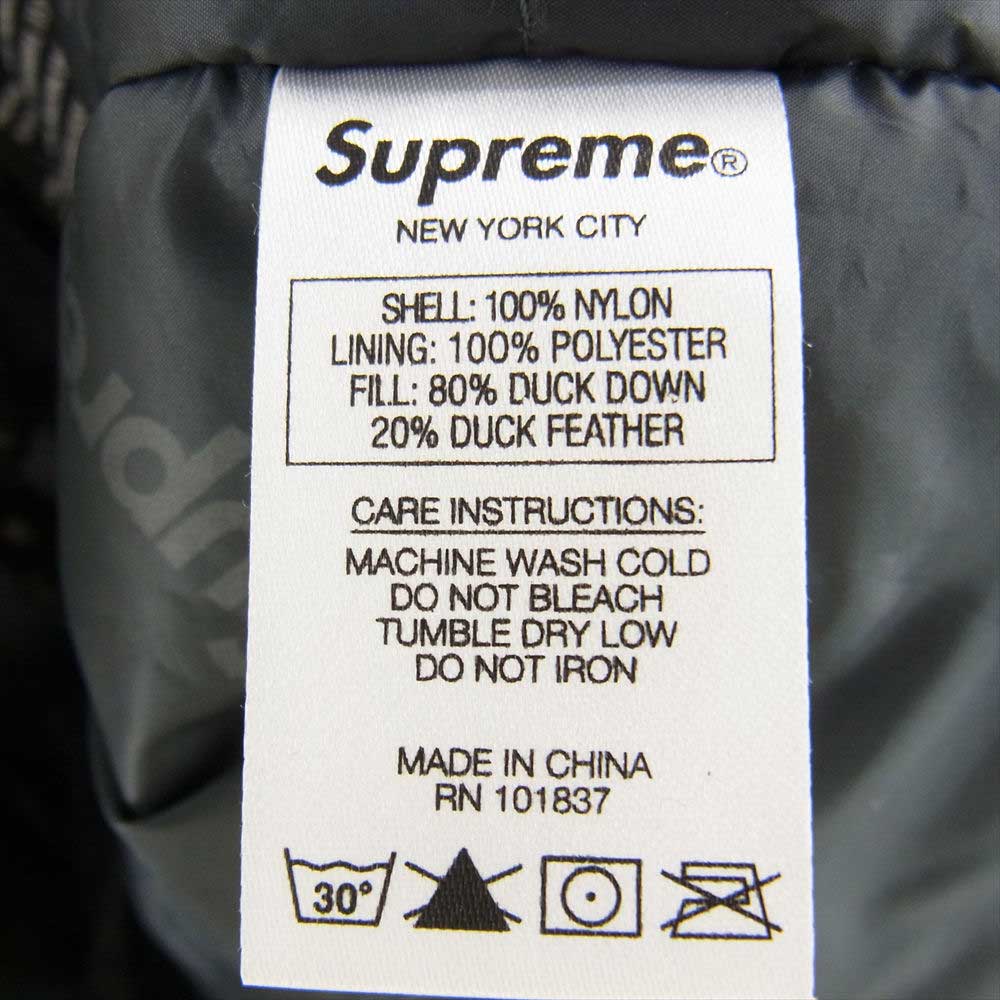 Supreme®
NEW YORK CITY
SHELL: 100% NYLON
LINING: 100% POLYESTER
FILL: 80% DUCK DOWN
20% DUCK FEATHER
CARE INSTRUCTIONS:
MACHINE WASH COLD
DO NOT BLEACH
TUMBLE DRY LOW
DO NOT IRON
MADE IN CHINA
RN 101837
30°